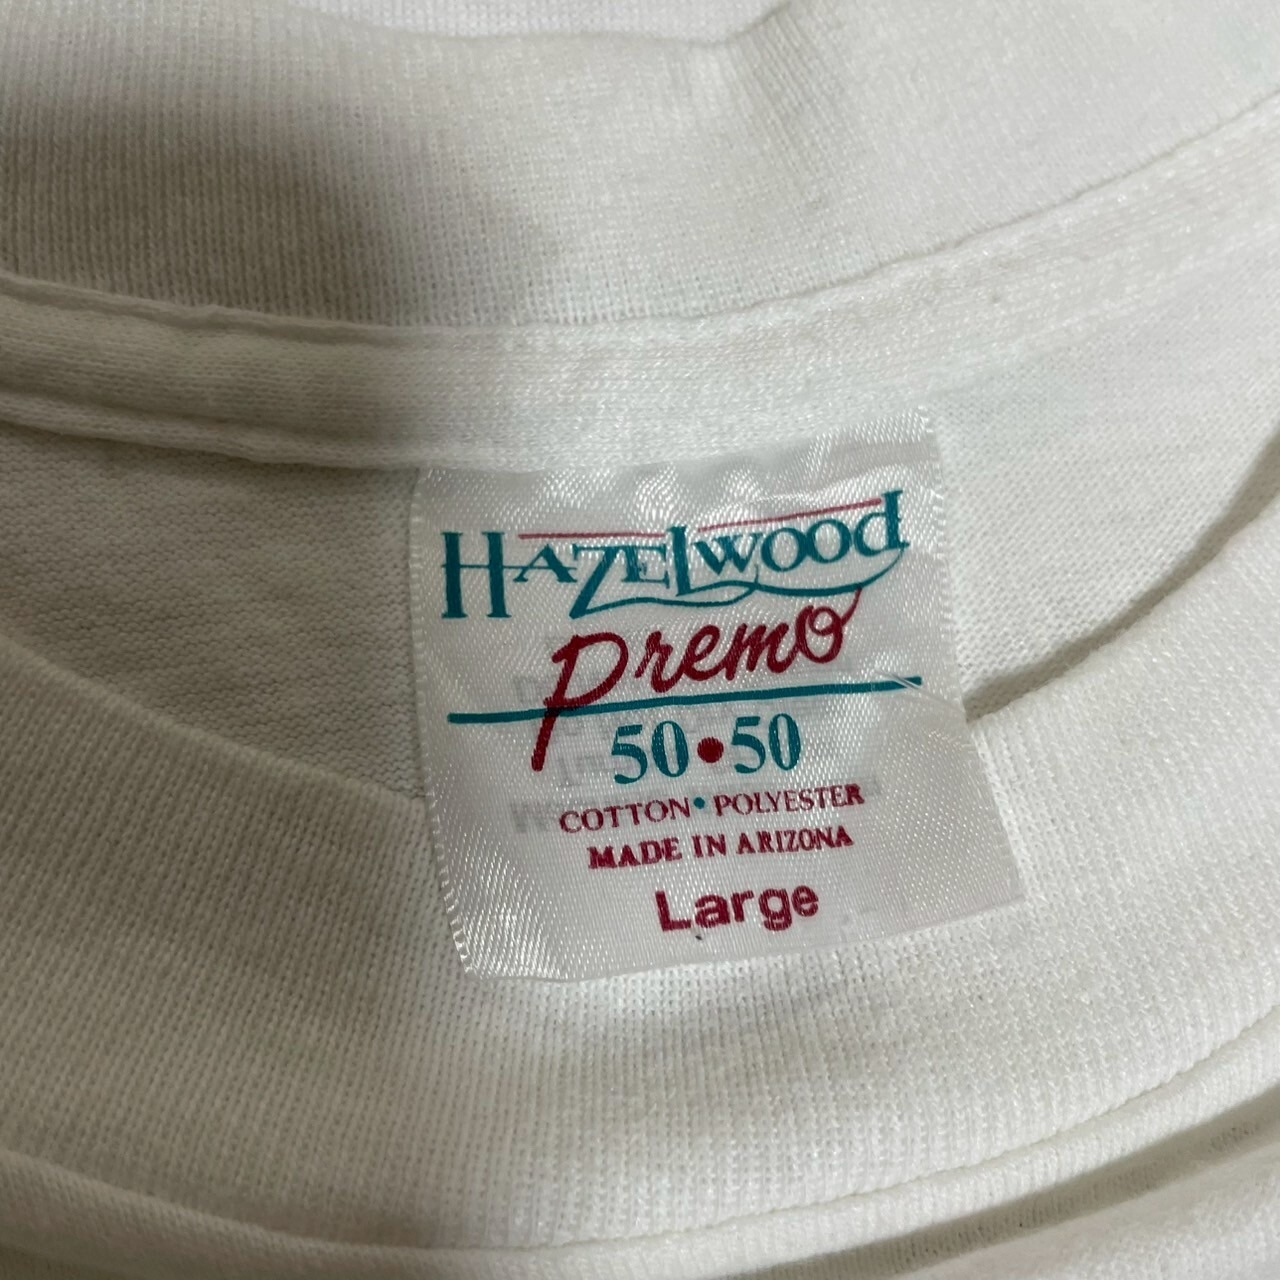 HAZELWOOD
Premo
50•50
COTTON•POLYESTER
MADE IN ARIZONA
Large